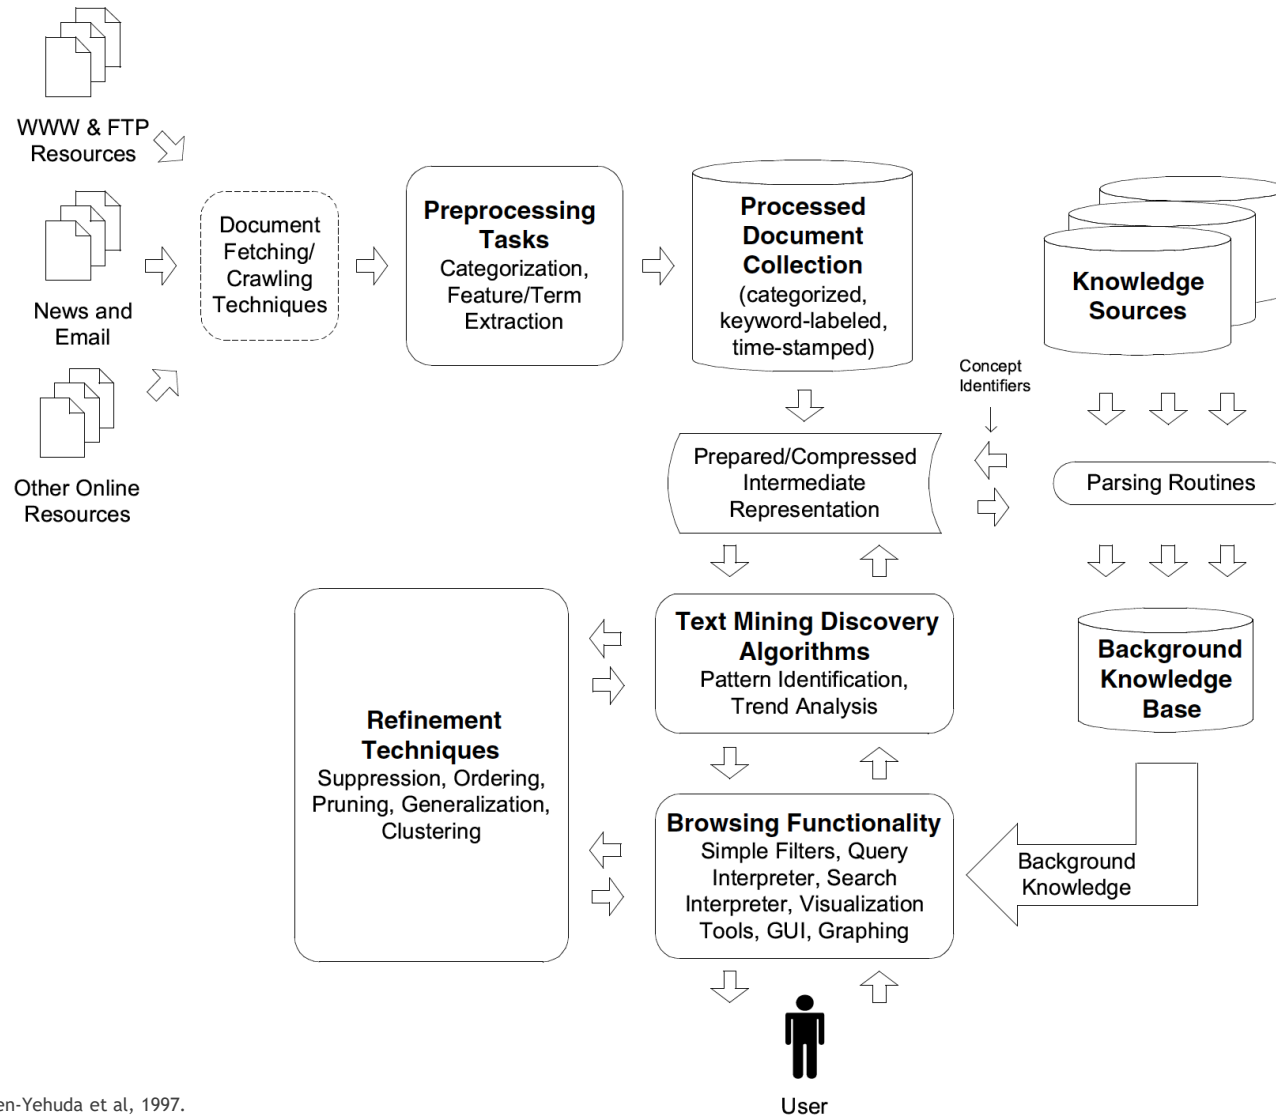 WWW & FTP
Resources
News and
Email
Other Online
Resources
Document
Fetching/
Crawling
Techniques
Preprocessing
Tasks
Categorization,
Feature/Term
Extraction
Processed
Document
Collection
(categorized,
keyword-labeled,
time-stamped)
Knowledge
Sources
Concept
Identifiers
Prepared/Compressed
Intermediate
Representation
Parsing Routines
Text Mining Discovery
Algorithms
Pattern Identification,
Trend Analysis
Background
Knowledge
Base
Refinement
Techniques
Suppression, Ordering,
Pruning, Generalization,
Clustering
Browsing Functionality
Simple Filters, Query
Interpreter, Search
Interpreter, Visualization
Tools, GUI, Graphing
Background
Knowledge
User
en-Yehuda et al, 1997.